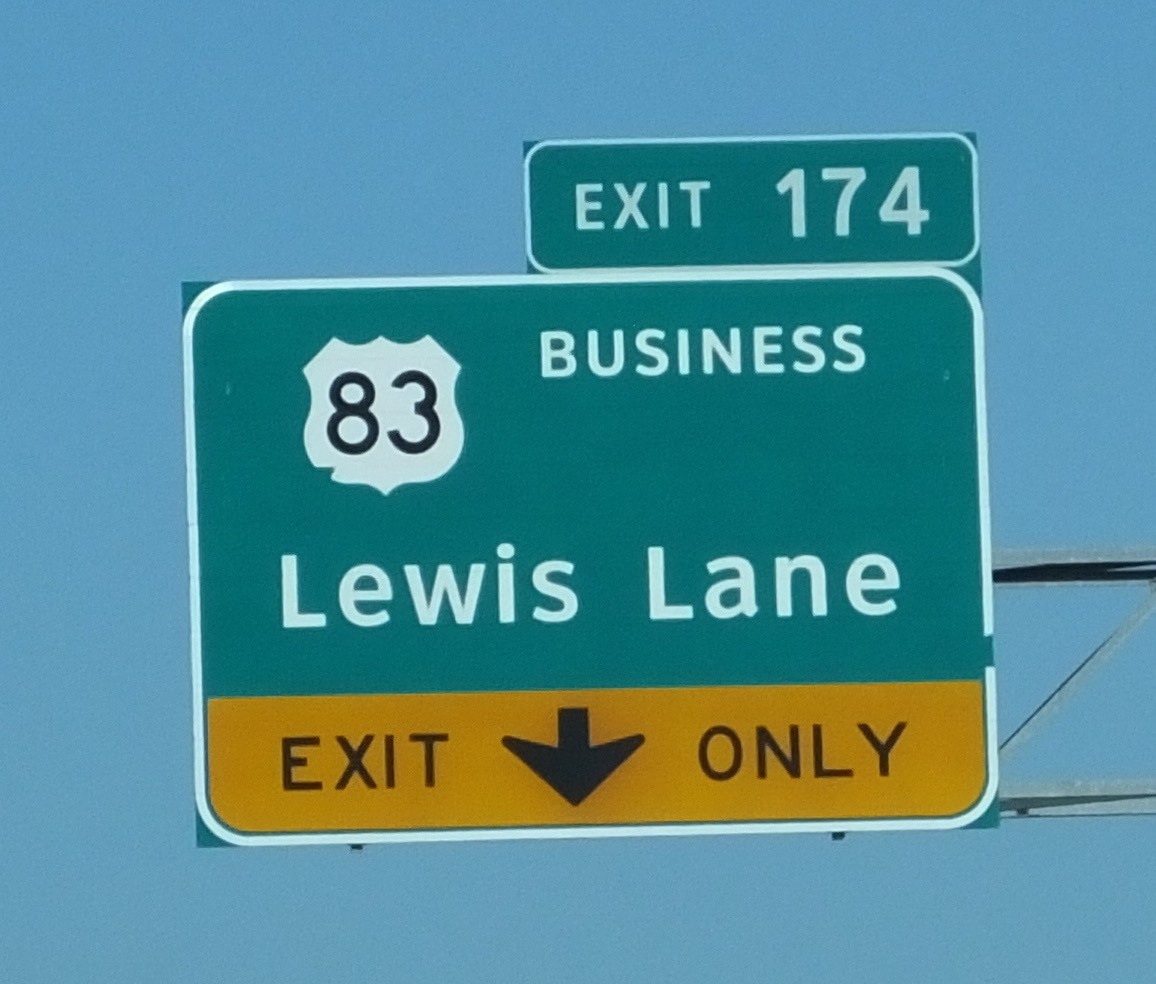 EXIT 174
BUSINESS
83
Lewis Lane
EXIT ONLY